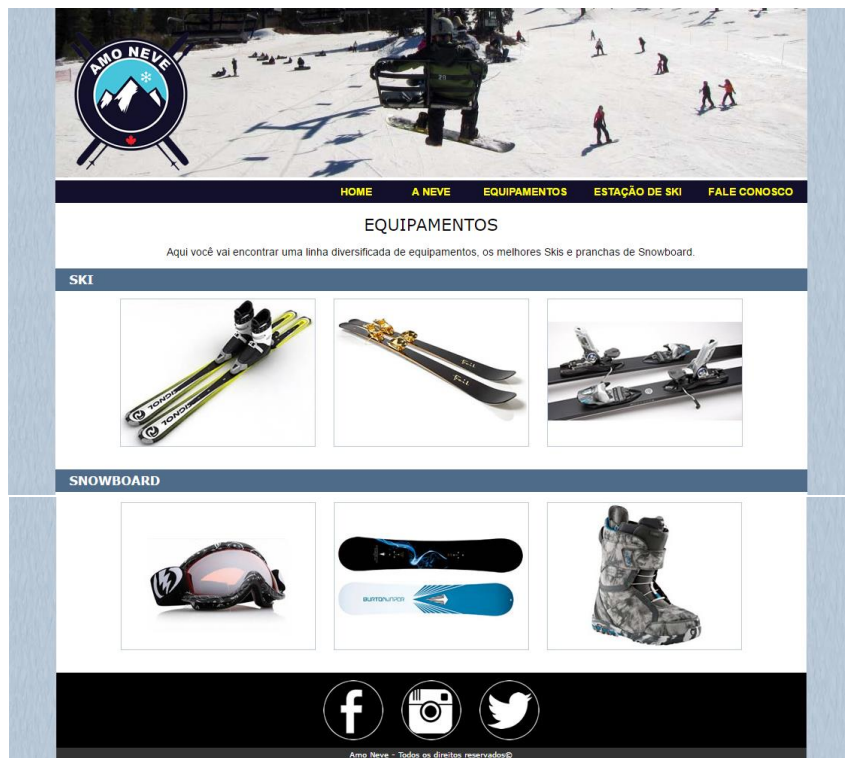 AMO NEVE
HOME A NEVE EQUIPAMENTOS ESTAÇÃO DE SKI FALE CONOSCO
EQUIPAMENTOS
Aqui você vai encontrar uma linha diversificada de equipamentos, os melhores Skis e pranchas de Snowboard.
SKI
SNOWBOARD
BURTON
Amo Neve - Todos os direitos reservados©